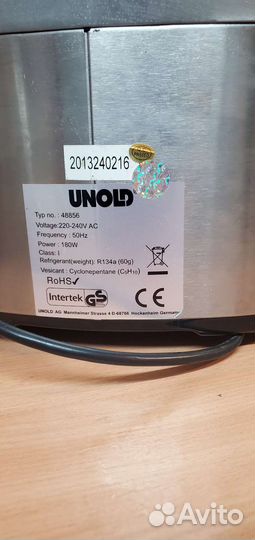 2013240216
UNOLD
Typ no. : 48856
Voltage:220-240V AC
Frequency : 50Hz
Power : 180W
Class: I
Refrigerant(weight): R134a (60g)
Vesicant : Cyclonepentane (C₅H₁₀)
RoHS✓
Intertek GS CE
UNOLD AG Mannheimer Strasse 4 D-68766 Hockenheim Germany
Avito